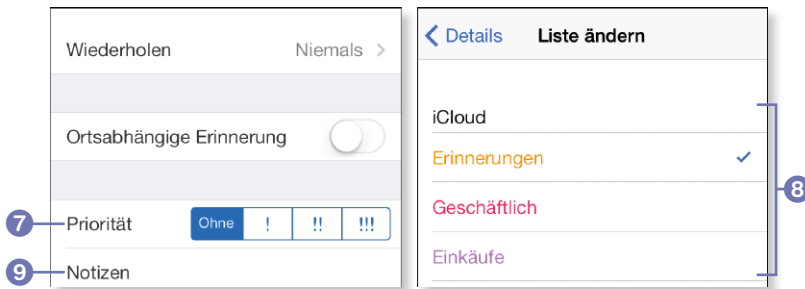 Wiederholen Niemals >
Ortsabhängige Erinnerung
7 Priorität Ohne ! !! !!!
9 Notizen
Details Liste ändern
iCloud
Erinnerungen
Geschäftlich
Einkäufe
8